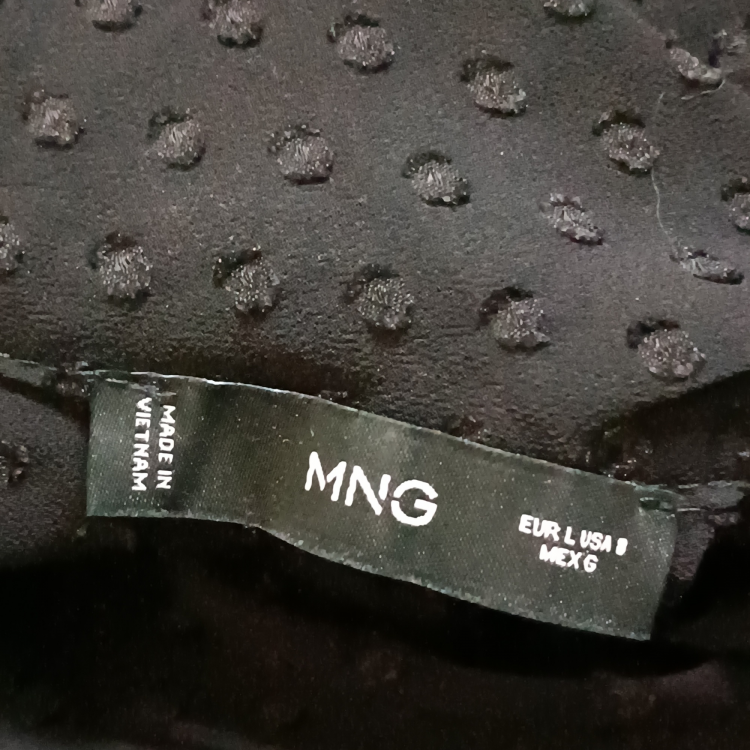 MADE IN
VIETNAM
MNG
EUR L USA 8
MEX G